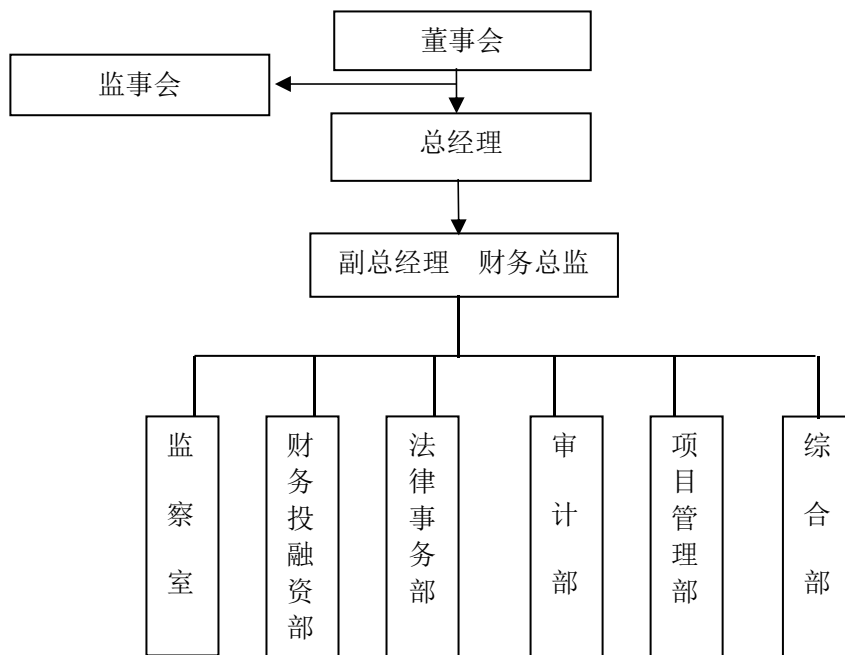 董事会
监事会
总经理
副总经理 财务总监
监察室
财务投融资部
法律事务部
审计部
项目管理部
综合部